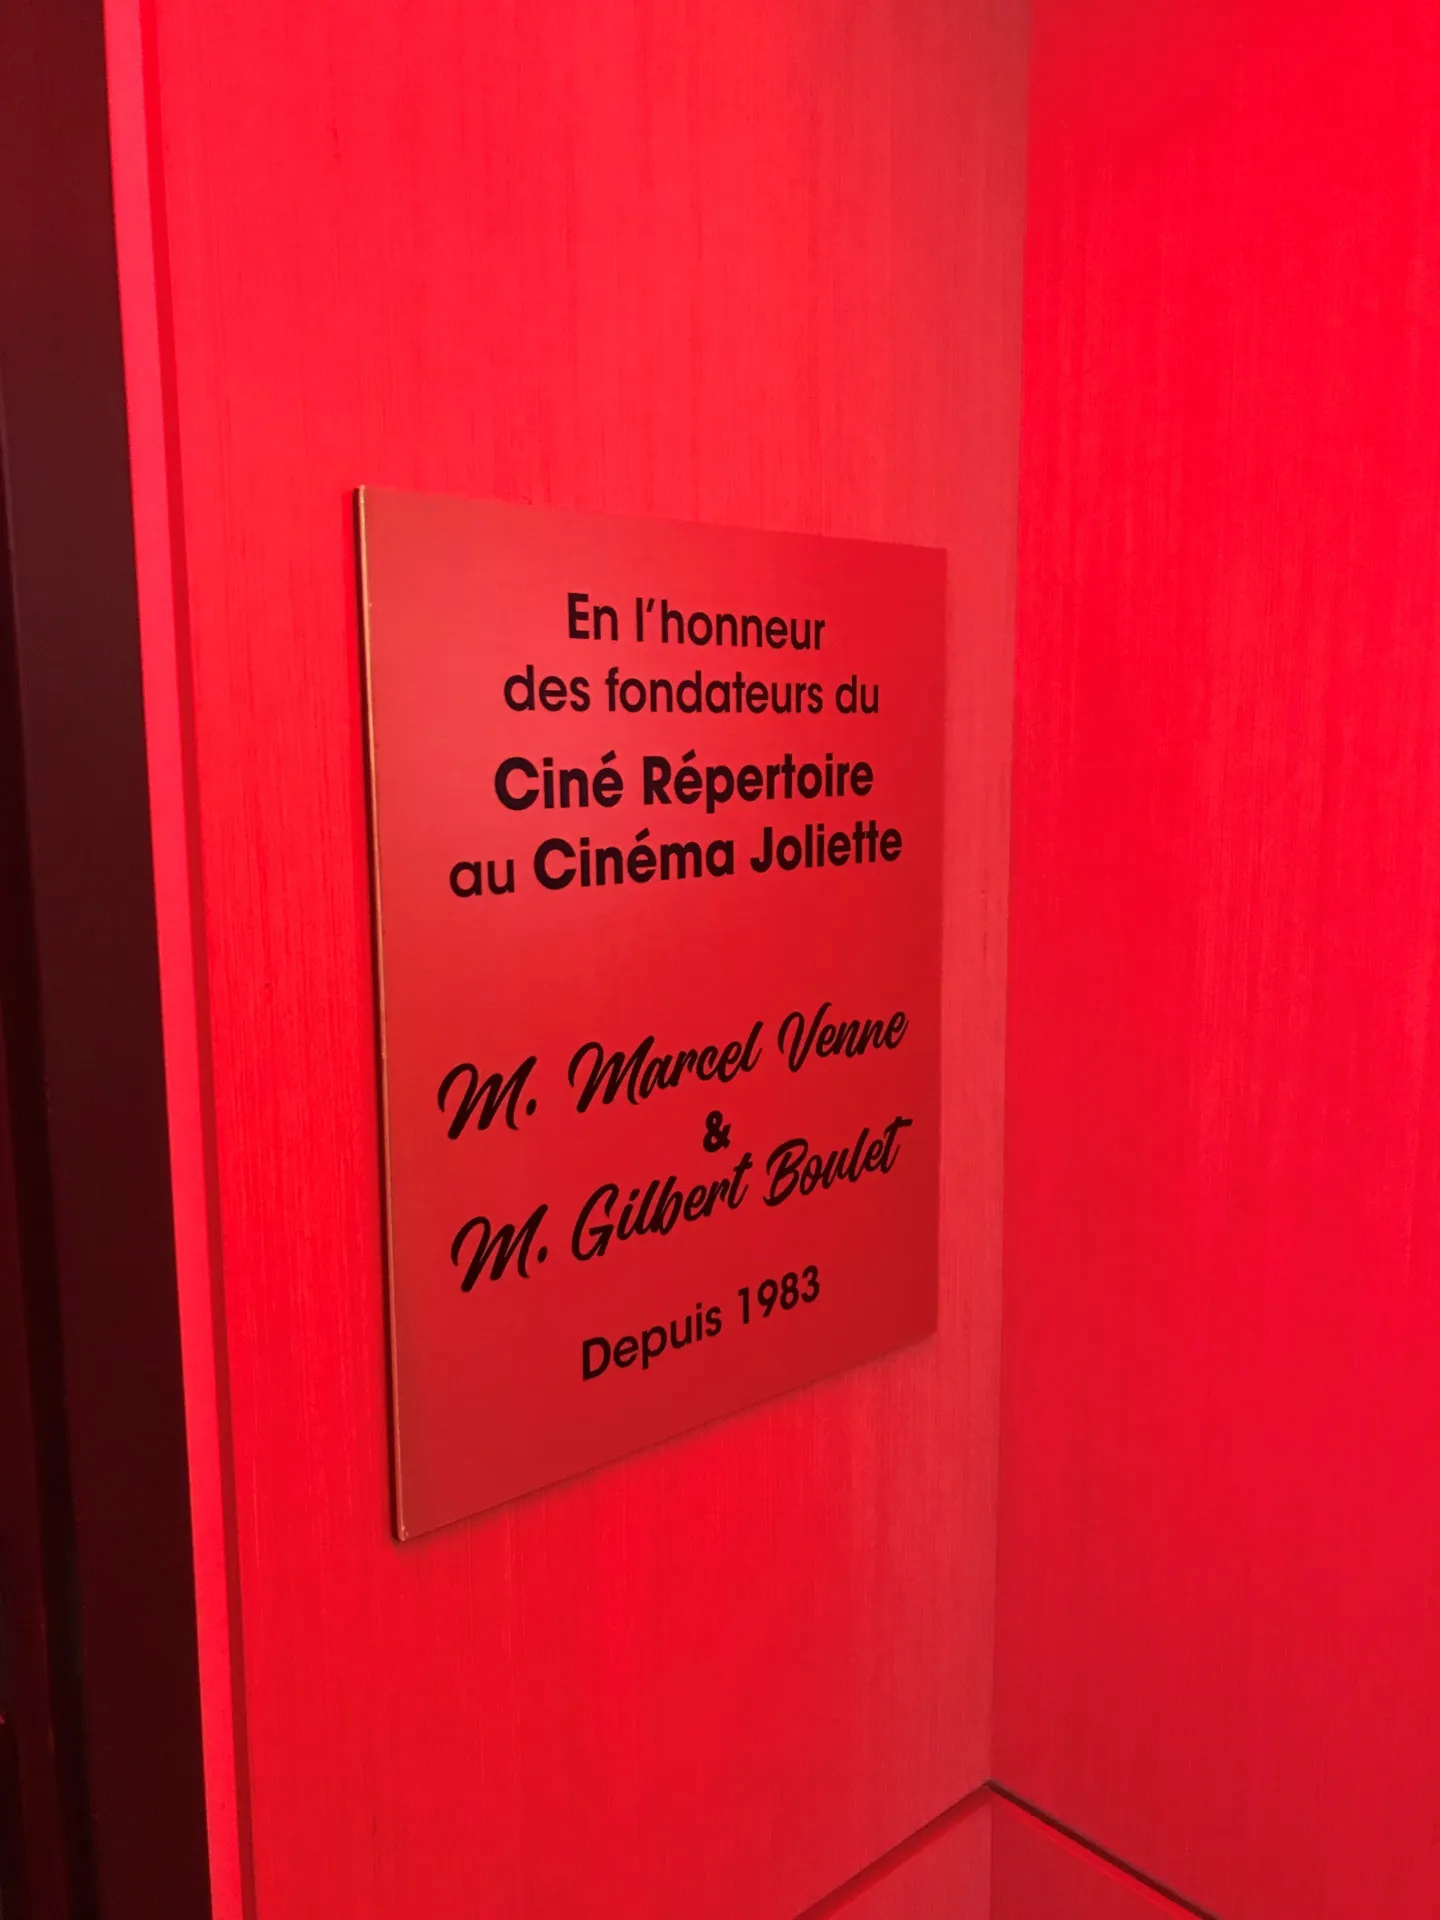 En l'honneur
des fondateurs du
Ciné Répertoire
au Cinéma Joliette
M. Marcel Venne
&
M. Gilbert Boulet
Depuis 1983